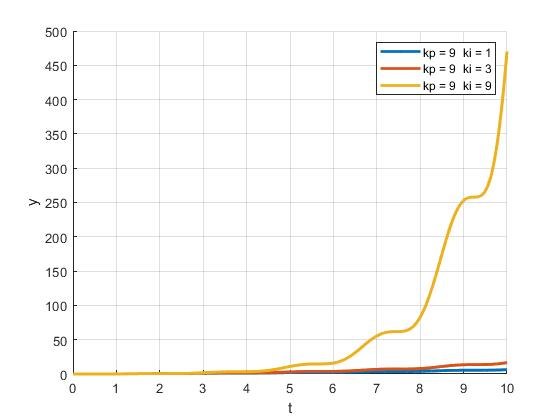 500
450
400
350
300
250
200
150
100
50
0
y
kp = 9 ki = 1
kp = 9 ki = 3
kp = 9 ki = 9
0 1 2 3 4 5 6 7 8 9 10
t